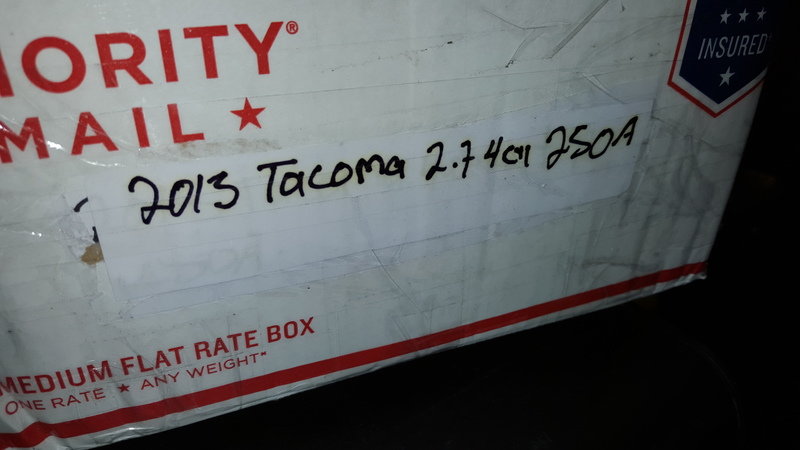 IORITY®
MAIL ★
INSURED
2013 Tacoma 2.7 4cyl 250A
MEDIUM FLAT RATE BOX
ONE RATE ★ ANY WEIGHT*